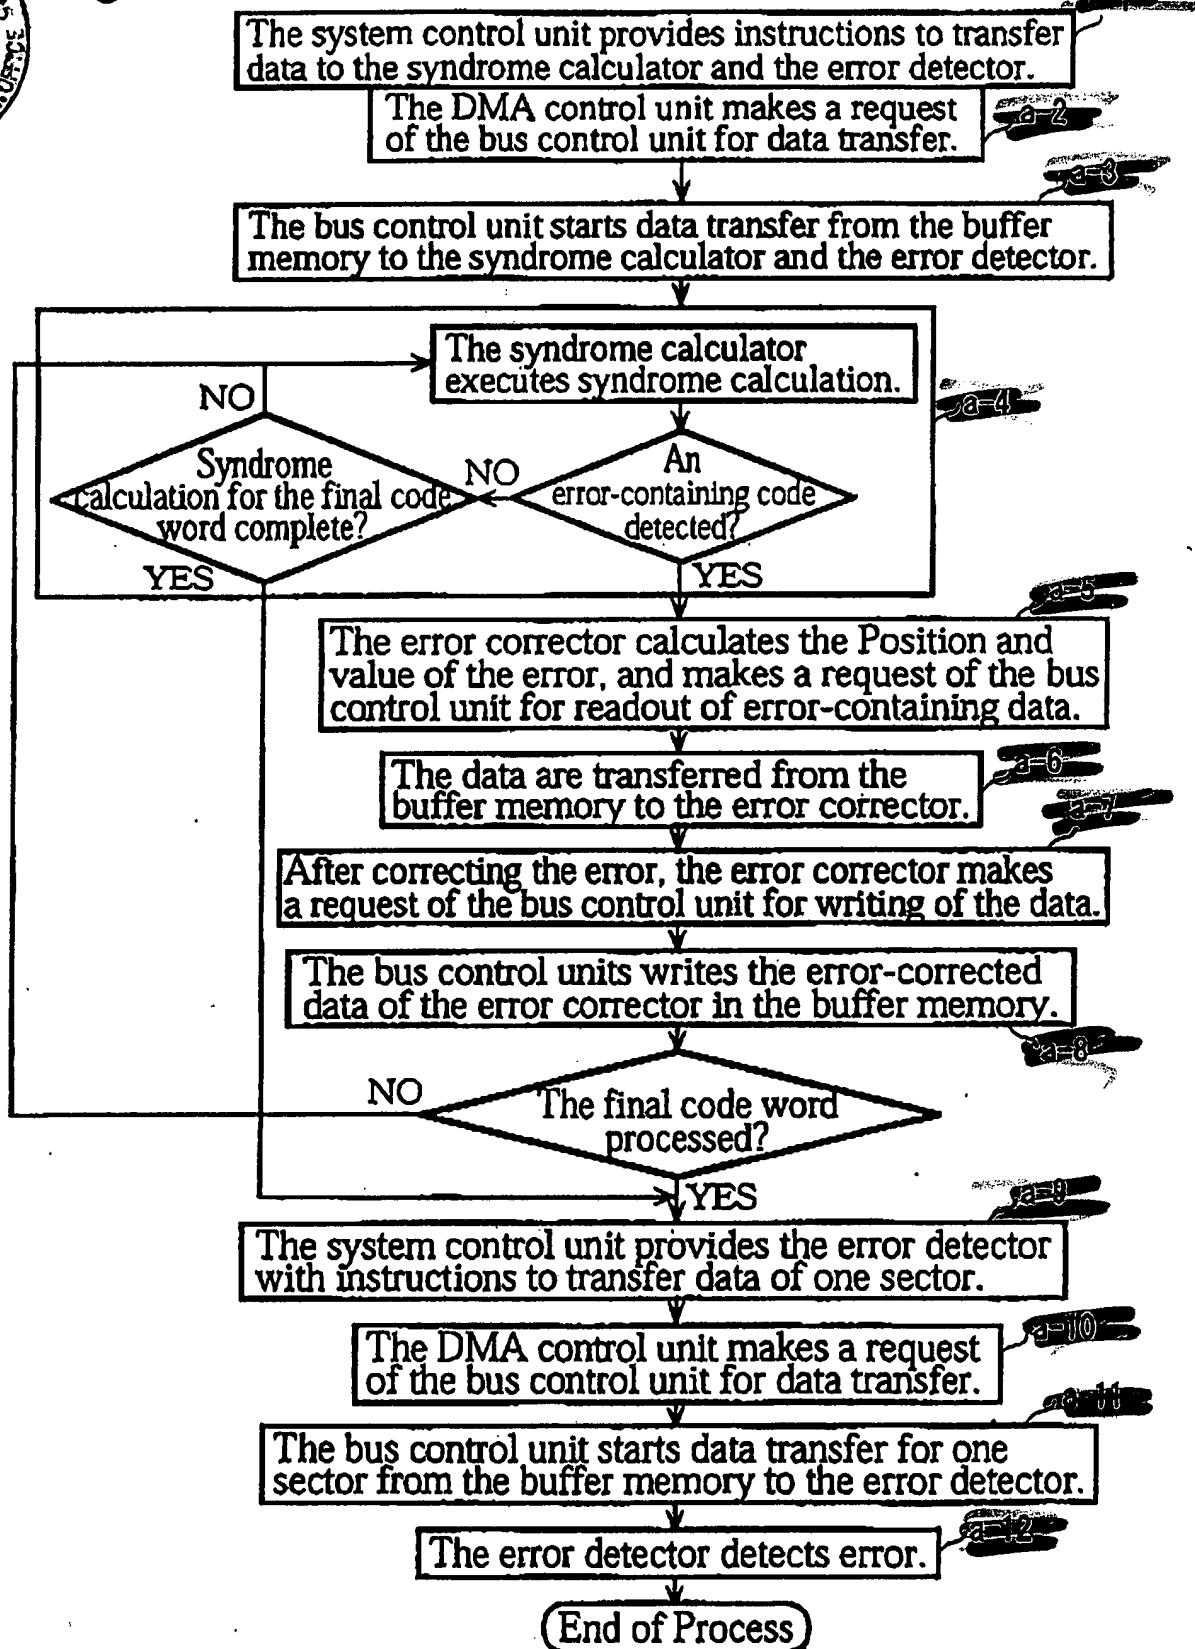 The system control unit provides instructions to transfer
data to the syndrome calculator and the error detector.
The DMA control unit makes a request
of the bus control unit for data transfer.
a-2
a-3
The bus control unit starts data transfer from the buffer
memory to the syndrome calculator and the error detector.
The syndrome calculator
executes syndrome calculation.
a-4
NO
Syndrome
calculation for the final code
word complete?
NO
An
error-containing code
detected?
YES
YES
a-5
The error corrector calculates the Position and
value of the error, and makes a request of the bus
control unit for readout of error-containing data.
a-6
The data are transferred from the
buffer memory to the error corrector.
a-7
After correcting the error, the error corrector makes
a request of the bus control unit for writing of the data.
The bus control units writes the error-corrected
data of the error corrector in the buffer memory.
a-8
NO
The final code word
processed?
YES
a-9
The system control unit provides the error detector
with instructions to transfer data of one sector.
a-10
The DMA control unit makes a request
of the bus control unit for data transfer.
a-11
The bus control unit starts data transfer for one
sector from the buffer memory to the error detector.
a-12
The error detector detects error.
End of Process